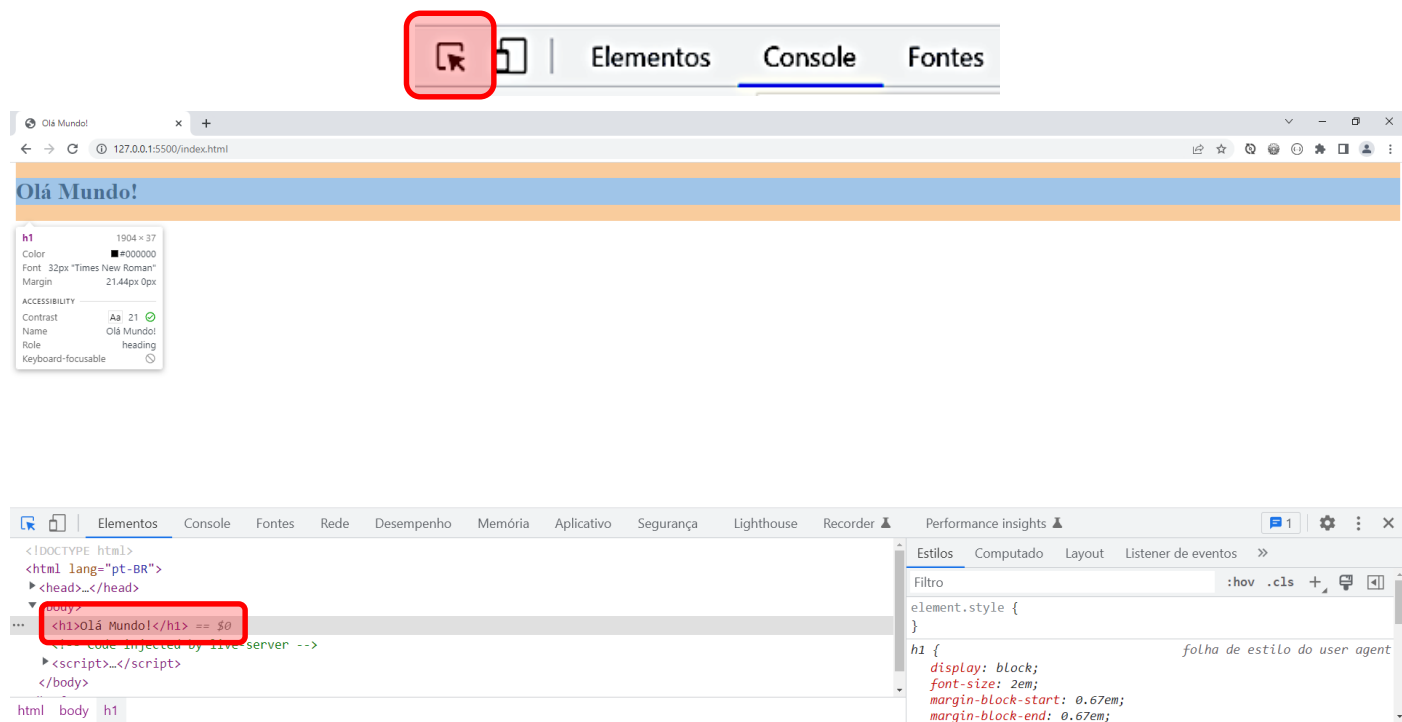 Elementos Console Fontes
Olá Mundo!
127.0.0.1:5500/index.html
Olá Mundo!
h1 1904 × 37
Color #000000
Font 32px "Times New Roman"
Margin 21.44px 0px
ACCESSIBILITY
Contrast Aa 21
Name Olá Mundo!
Role heading
Keyboard-focusable
Elementos Console Fontes Rede Desempenho Memória Aplicativo Segurança Lighthouse Recorder Performance insights 1
<!DOCTYPE html>
<html lang="pt-BR">
<head>…</head>
<body>
<h1>Olá Mundo!</h1> == $0
<!-- Code injected by live-server -->
<script>…</script>
</body>
html body h1
Estilos Computado Layout Listener de eventos
Filtro :hov .cls
element.style {
}
h1 { folha de estilo do user agent
display: block;
font-size: 2em;
margin-block-start: 0.67em;
margin-block-end: 0.67em;